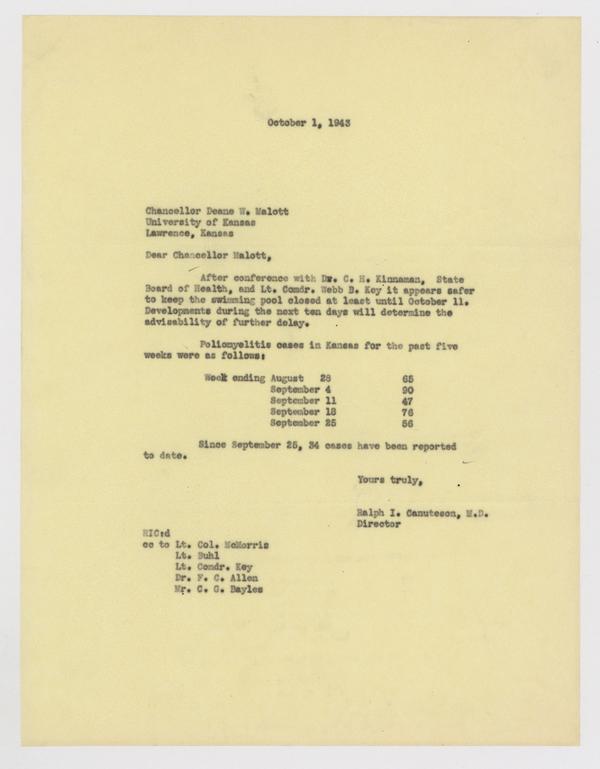 October 1, 1943
Chancellor Deane W. Malott
University of Kansas
Lawrence, Kansas
Dear Chancellor Malott,
After conference with Dr. C. H. Kinnaman, State
Board of Health, and Lt. Comdr. Webb B. Key it appears safer
to keep the swimming pool closed at least until October 11.
Developments during the next ten days will determine the
advisability of further delay.
Poliomyelitis cases in Kansas for the past five
weeks were as follows:
Week ending August 28 65
September 4 90
September 11 47
September 18 76
September 25 56
Since September 25, 34 cases have been reported
to date.
Yours truly,
Ralph I. Canuteson, M.D.
Director
RIC:d
cc to Lt. Col. McMorris
Lt. Buhl
Lt. Comdr. Key
Dr. F. C. Allen
Mr. C. G. Bayles